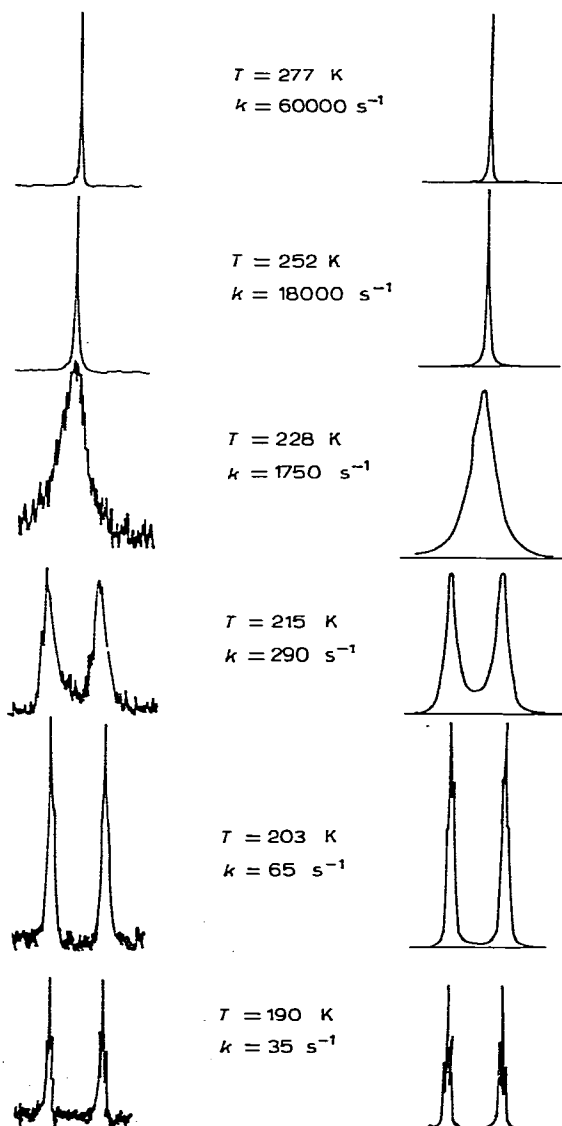 T = 277 K
k = 60000 s⁻¹
T = 252 K
k = 18000 s⁻¹
T = 228 K
k = 1750 s⁻¹
T = 215 K
k = 290 s⁻¹
T = 203 K
k = 65 s⁻¹
T = 190 K
k = 35 s⁻¹